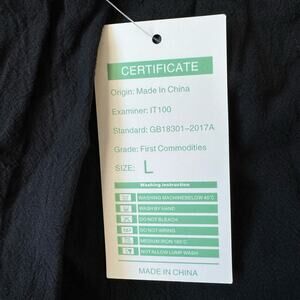 CERTIFICATE
Origin: Made In China
Examiner: IT100
Standard: GB18301-2017A
Grade: First Commodities
SIZE: L
Washing instruction
WASHING MACHINEBELOW 40℃
WASH BY HAND
DO NOT BLEACH
DO NOT WRING
MEDIUM IRON 160℃
NOT ALLOW LUMP WASH
MADE IN CHINA